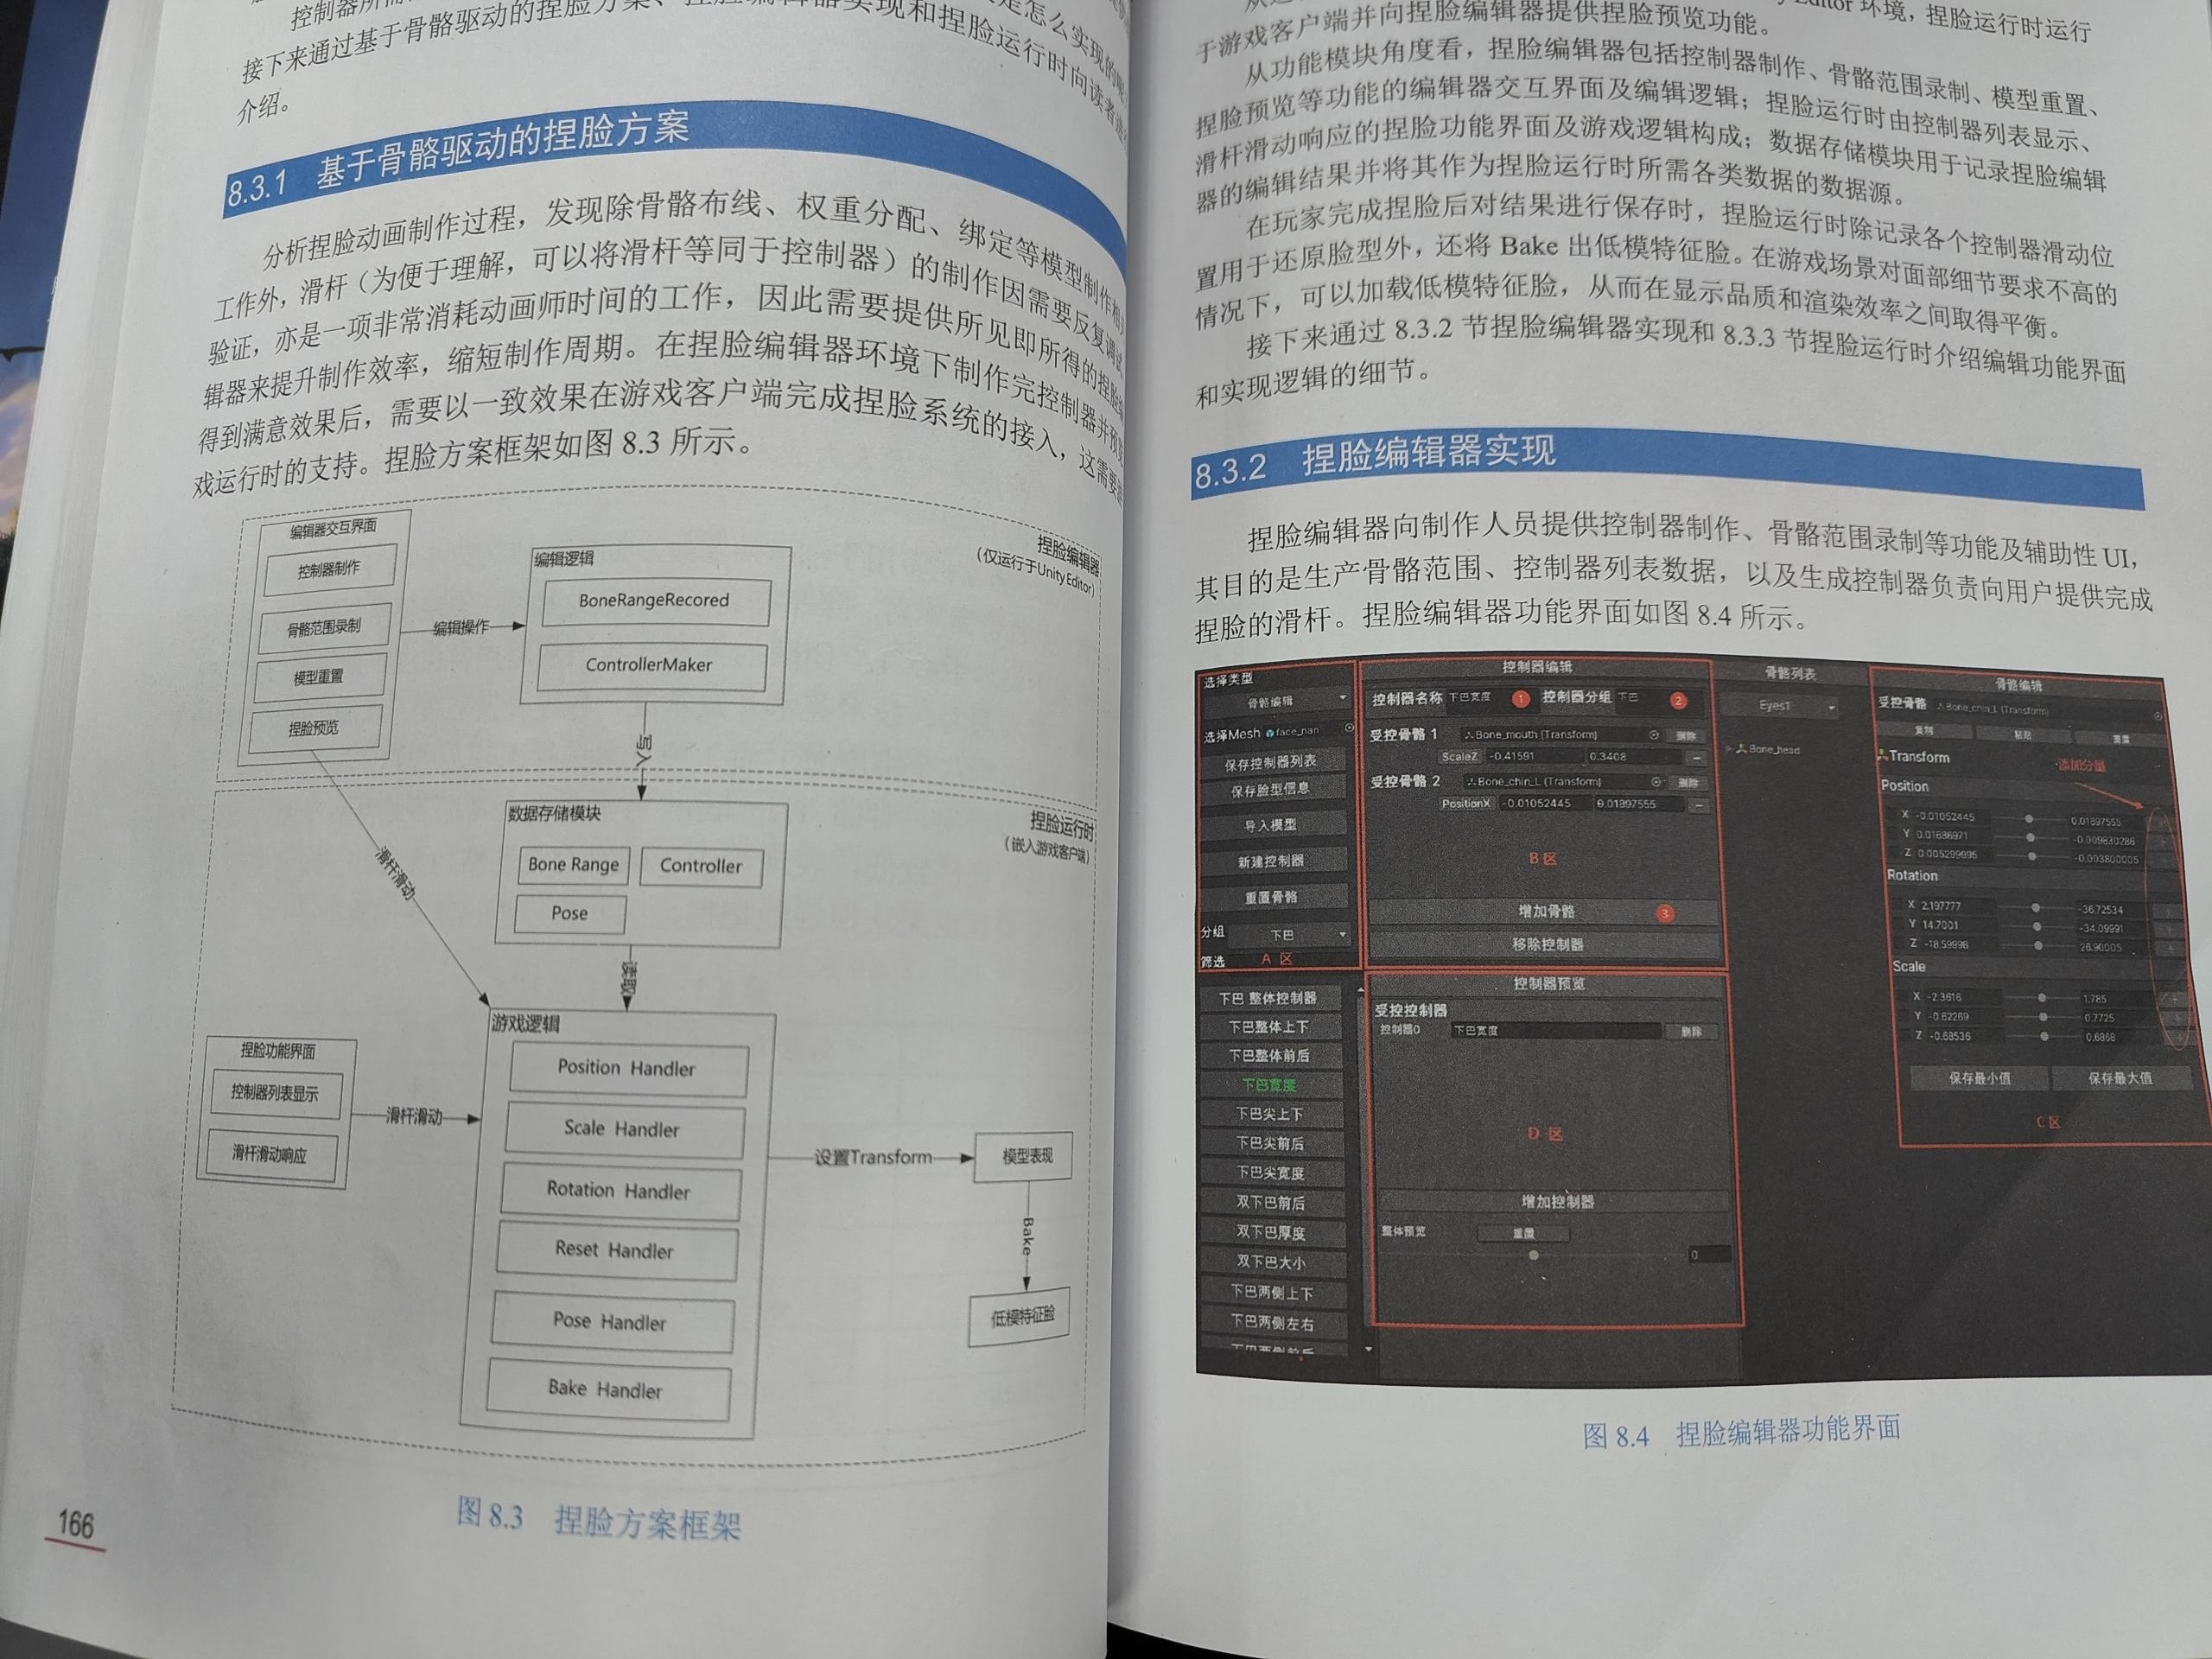 控制器所需
是怎么实现的呢
接下来通过基于骨骼驱动的捏脸方案、捏脸编辑器实现和捏脸运行时向读者进行
介绍。
8.3.1 基于骨骼驱动的捏脸方案
分析捏脸动画制作过程，发现除骨骼布线、权重分配、绑定等模型制作相关
工作外，滑杆（为便于理解，可以将滑杆等同于控制器）的制作因需要反复调试、
验证，亦是一项非常消耗动画师时间的工作，因此需要提供所见即所得的捏脸编
辑器来提升制作效率，缩短制作周期。在捏脸编辑器环境下制作完控制器并预览
得到满意效果后，需要以一致效果在游戏客户端完成捏脸系统的接入，这需要
戏运行时的支持。捏脸方案框架如图 8.3 所示。
捏脸编辑器
（仅运行于Unity Editor）
编辑器交互界面
控制器制作
骨骼范围录制
模型重置
捏脸预览
编辑操作
编辑逻辑
BoneRangeRecored
ControllerMaker
写入
捏脸运行时
（嵌入游戏客户端）
数据存储模块
Bone Range
Controller
Pose
滑杆滑动
读取
捏脸功能界面
控制器列表显示
滑杆滑动响应
滑杆滑动
游戏逻辑
Position Handler
Scale Handler
Rotation Handler
Reset Handler
Pose Handler
Bake Handler
设置Transform
模型表现
Bake
低模特征脸
图 8.3 捏脸方案框架
166
Editor 环境，捏脸运行时运行
于游戏客户端并向捏脸编辑器提供捏脸预览功能。
从功能模块角度看，捏脸编辑器包括控制器制作、骨骼范围录制、模型重置、
捏脸预览等功能的编辑器交互界面及编辑逻辑；捏脸运行时由控制器列表显示、
滑杆滑动响应的捏脸功能界面及游戏逻辑构成；数据存储模块用于记录捏脸编辑
器的编辑结果并将其作为捏脸运行时所需各类数据的数据源。
在玩家完成捏脸后对结果进行保存时，捏脸运行时除记录各个控制器滑动位
置用于还原脸型外，还将 Bake 出低模特征脸。在游戏场景对面部细节要求不高的
情况下，可以加载低模特征脸，从而在显示品质和渲染效率之间取得平衡。
接下来通过 8.3.2 节捏脸编辑器实现和 8.3.3 节捏脸运行时介绍编辑功能界面
和实现逻辑的细节。
8.3.2 捏脸编辑器实现
捏脸编辑器向制作人员提供控制器制作、骨骼范围录制等功能及辅助性 UI，
其目的是生产骨骼范围、控制器列表数据，以及生成控制器负责向用户提供完成
捏脸的滑杆。捏脸编辑器功能界面如图 8.4 所示。
选择类型
骨骼编辑
选择Mesh face_nan
保存控制器列表
保存脸型信息
导入模型
新建控制器
重置骨骼
分组 下巴
筛选 A 区
下巴 整体控制器
下巴整体上下
下巴整体前后
下巴宽度
下巴尖上下
下巴尖前后
下巴尖宽度
双下巴前后
双下巴厚度
双下巴大小
下巴两侧上下
下巴两侧左右
下巴两侧前后
控制器编辑
控制器名称 下巴宽度 1 控制器分组 下巴 2
受控骨骼 1 Bone_mouth (Transform) 删除
ScaleZ -0.41591 0.3408
受控骨骼 2 Bone_chin_L (Transform) 删除
PositionX -0.01052445 0.01897555
B 区
增加骨骼 3
移除控制器
控制器预览
受控控制器
控制器0 下巴宽度 删除
D 区
增加控制器
整体预览 重置
0
骨骼列表
Eyes1
Bone_head
骨骼编辑
受控骨骼 Bone_chin_L (Transform)
复制 粘贴 重置
Transform 添加分量
Position
X -0.01052445 0.01897555
Y 0.01686971 -0.009830286
Z 0.005299695 -0.003800005
Rotation
X 2.197777 -36.72534
Y 14.7001 -34.09991
Z -18.59998 26.90005
Scale
X -2.3616 1.785
Y -0.62269 0.7725
Z -0.68536 0.6868
保存最小值 保存最大值
C 区
图 8.4 捏脸编辑器功能界面